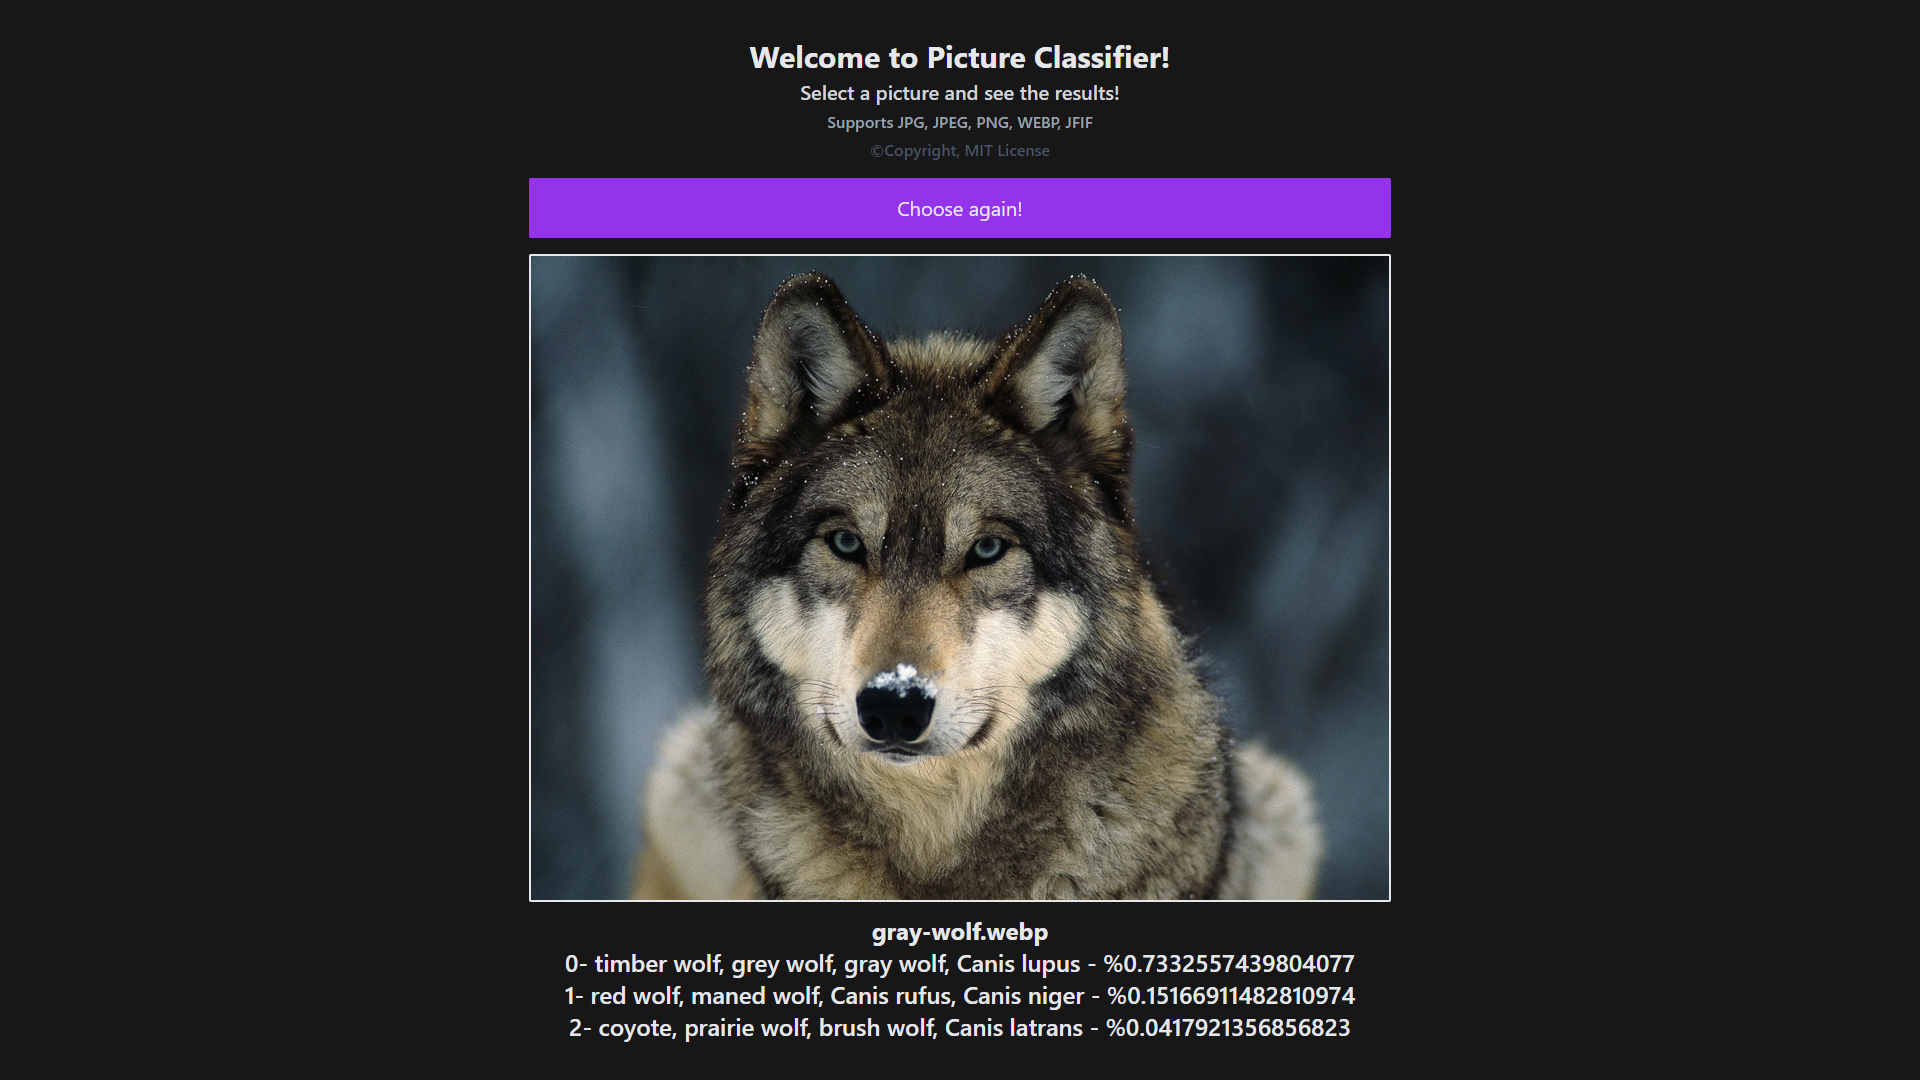 Welcome to Picture Classifier!
Select a picture and see the results!
Supports JPG, JPEG, PNG, WEBP, JFIF
©Copyright, MIT License
Choose again!
gray-wolf.webp
0- timber wolf, grey wolf, gray wolf, Canis lupus - %0.7332557439804077
1- red wolf, maned wolf, Canis rufus, Canis niger - %0.15166911482810974
2- coyote, prairie wolf, brush wolf, Canis latrans - %0.0417921356856823